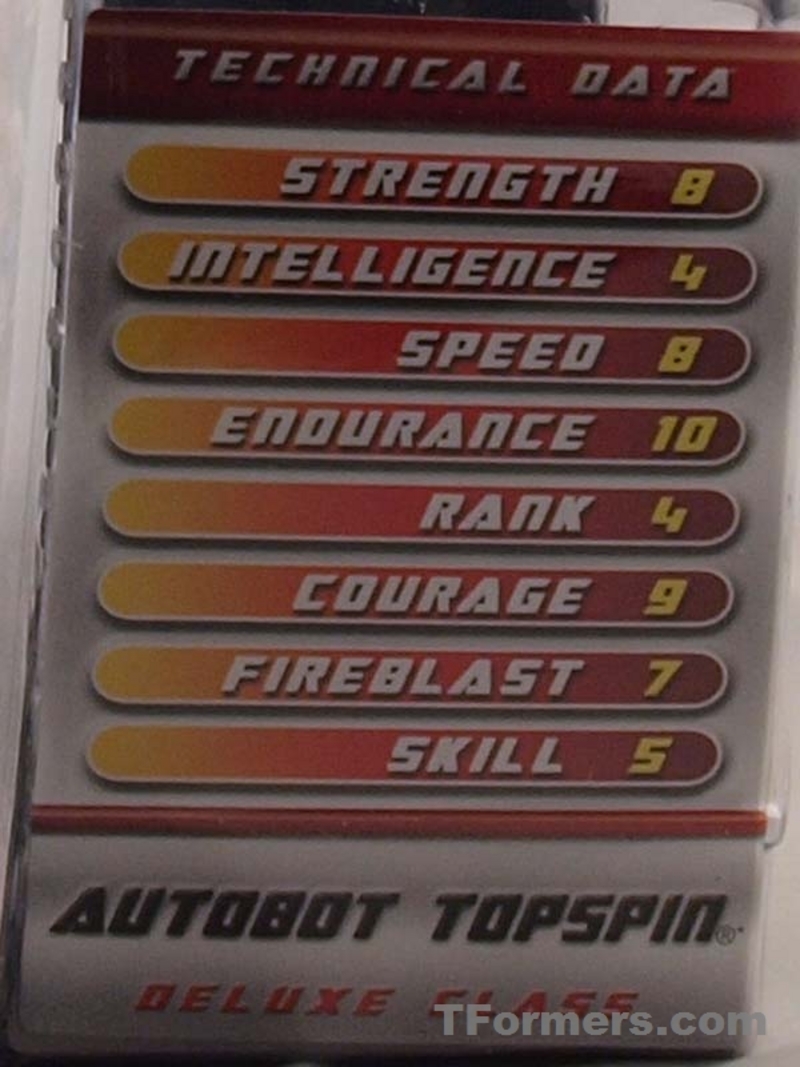 TECHNICAL DATA
STRENGTH 8
INTELLIGENCE 4
SPEED 8
ENDURANCE 10
RANK 4
COURAGE 9
FIREBLAST 7
SKILL 5
AUTOBOT TOPSPIN®*
DELUXE CLASS
TFormers.com